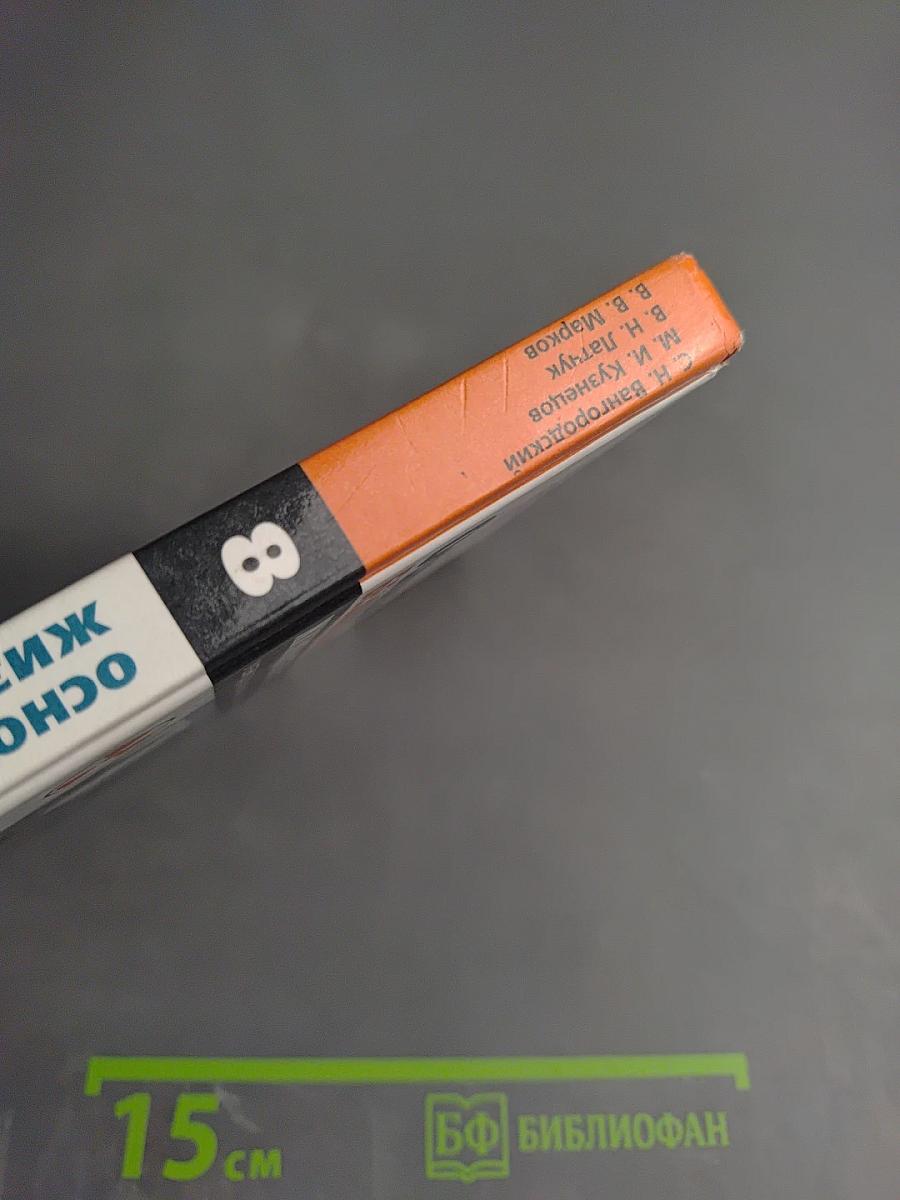 С. Н. Вангородский
М. И. Кузнецов
В. Н. Латчук
В. В. Марков
8
ОСНО
ЖИЗ
15 см
БФ БИБЛИОФАН